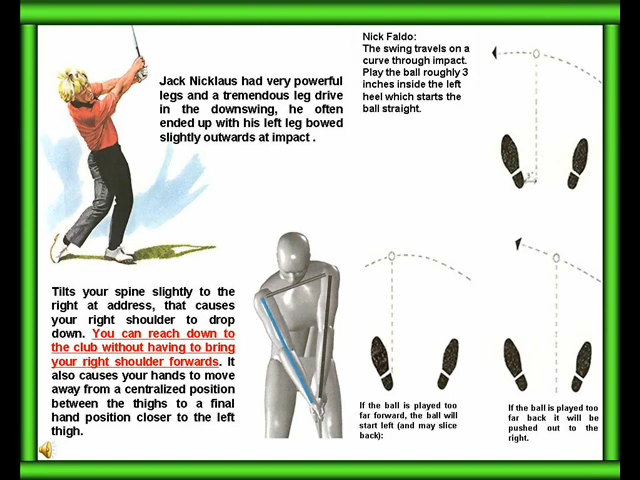 Jack Nicklaus had very powerful
legs and a tremendous leg drive
in the downswing, he often
ended up with his left leg bowed
slightly outwards at impact .
Nick Faldo:
The swing travels on a
curve through impact.
Play the ball roughly 3
inches inside the left
heel which starts the
ball straight.
3"
Tilts your spine slightly to the
right at address, that causes
your right shoulder to drop
down. You can reach down to
the club without having to bring
your right shoulder forwards. It
also causes your hands to move
away from a centralized position
between the thighs to a final
hand position closer to the left
thigh.
If the ball is played too
far forward, the ball will
start left (and may slice
back):
If the ball is played too
far back it will be
pushed out to the
right.